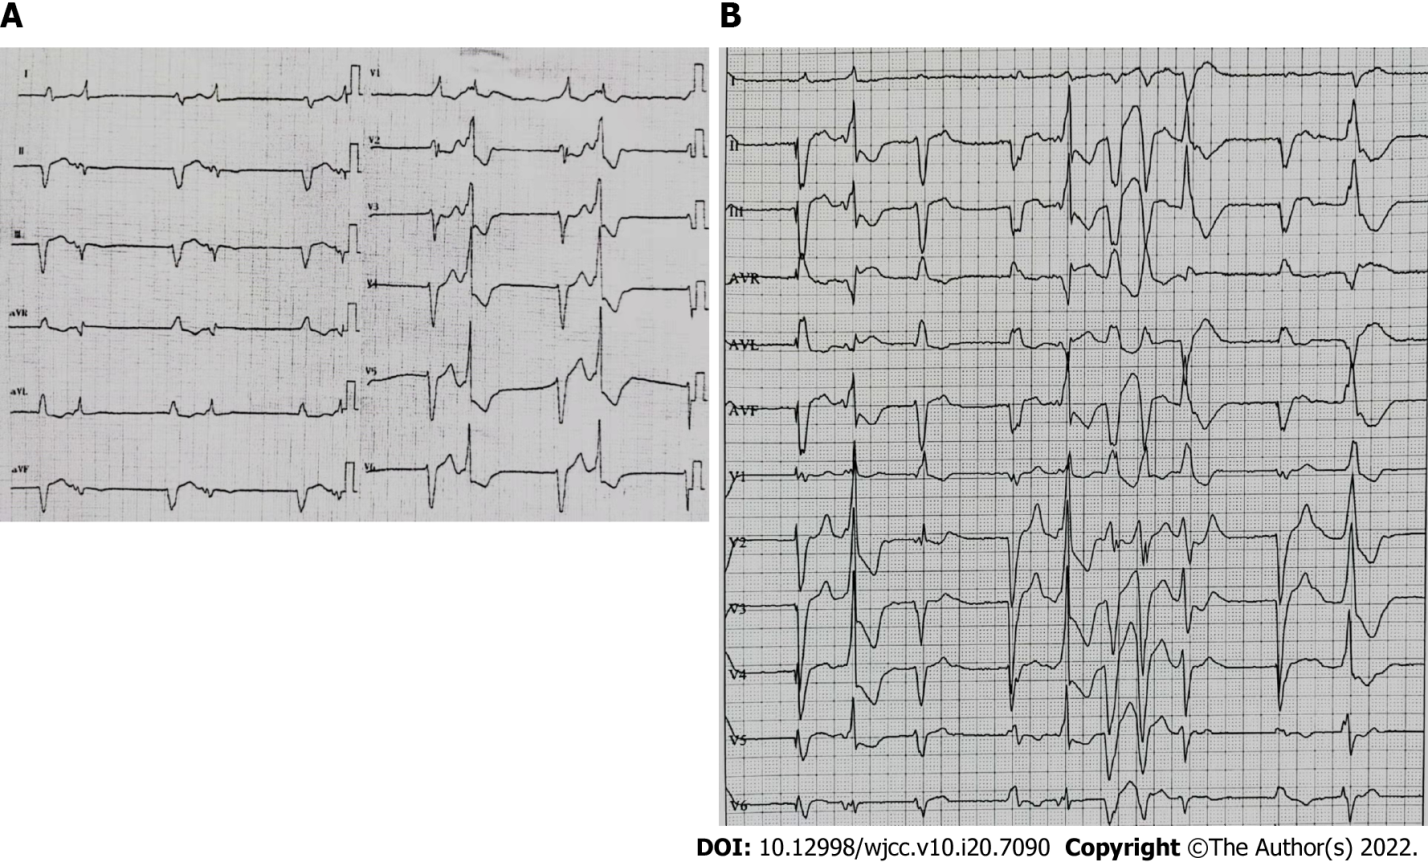 A
I
II
III
aVR
aVL
aVF
V1
V2
V3
V4
V5
V6
B
I
II
III
AVR
AVL
AVF
V1
V2
V3
V4
V5
V6
DOI: 10.12998/wjcc.v10.i20.7090 Copyright ©The Author(s) 2022.